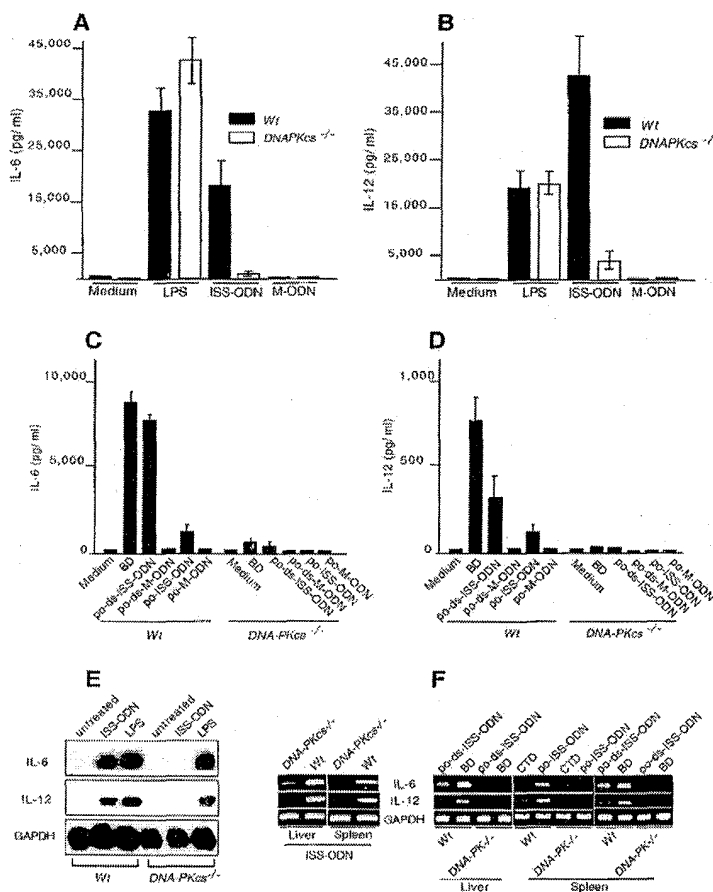 A
45,000
35,000
25,000
15,000
5,000
IL-6 (pg/ml)
Wt
DNAPKcs -/-
Medium LPS ISS-ODN M-ODN
B
45,000
35,000
25,000
15,000
5,000
IL-12 (pg/ml)
Wt
DNAPKcs -/
Medium LPS ISS-ODN M-ODN
C
10,000
5,000
0
IL-6 (pg/ml)
Medium
BD
po-ds-ISS-ODN
po-ds-M-ODN
po-ISS-ODN
po-M-ODN
Medium
BD
po-ds-ISS-ODN
po-ds-M-ODN
po-ISS-ODN
po-M-ODN
Wt DNA-PKcs -/-
D
1,000
500
0
IL-12 (pg/ml)
Medium
BD
po-ds-ISS-ODN
po-ds-M-ODN
po-ISS-ODN
po-M-ODN
Medium
BD
po-ds-ISS-ODN
po-ds-M-ODN
po-ISS-ODN
po-M-ODN
Wt DNA-PKcs -/-
E
untreated
ISS-ODN
LPS
untreated
ISS-ODN
LPS
IL-6
IL-12
GAPDH
Wt DNA-PKcs-/-
DNA-PKcs-/-
Wt
DNA-PKcs-/-
Wt
Liver Spleen
ISS-ODN
F
po-ds-ISS-ODN
BD
po-ds-ISS-ODN
BD
CTD
po-ISS-ODN
CTD
po-ISS-ODN
po-ds-ISS-ODN
BD
po-ds-ISS-ODN
BD
IL-6
IL-12
GAPDH
Wt
DNA-PK-/-
Wt
DNA-PK-/-
Wt
DNA-PK-/-
Liver Spleen